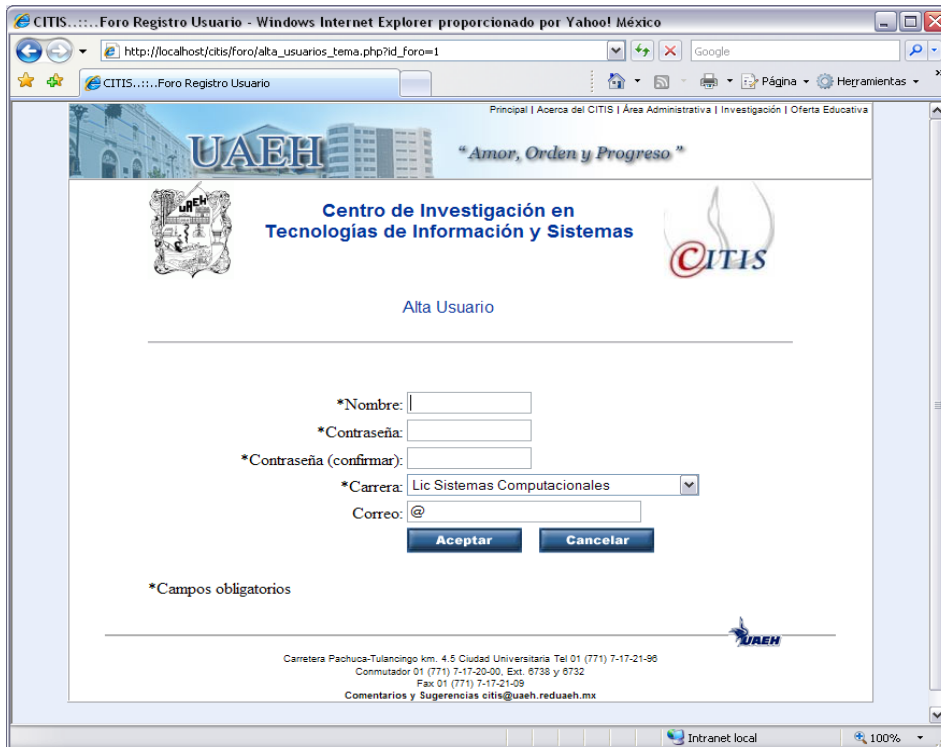 CITIS..::..Foro Registro Usuario - Windows Internet Explorer proporcionado por Yahoo! México
http://localhost/citis/foro/alta_usuarios_tema.php?id_foro=1
Google
CITIS..::..Foro Registro Usuario
Página
Herramientas
»
Principal | Acerca del CITIS | Área Administrativa | Investigación | Oferta Educativa
UAEH
“ Amor, Orden y Progreso ”
UAEH
Centro de Investigación en
Tecnologías de Información y Sistemas
CITIS
Alta Usuario
*Nombre:
*Contraseña:
*Contraseña (confirmar):
*Carrera: Lic Sistemas Computacionales
Correo: @
Aceptar Cancelar
*Campos obligatorios
UAEH
Carretera Pachuca-Tulancingo km. 4.5 Ciudad Universitaria Tel 01 (771) 7-17-21-96
Conmutador 01 (771) 7-17-20-00, Ext. 6738 y 6732
Fax 01 (771) 7-17-21-09
Comentarios y Sugerencias citis@uaeh.reduaeh.mx
Intranet local
100%